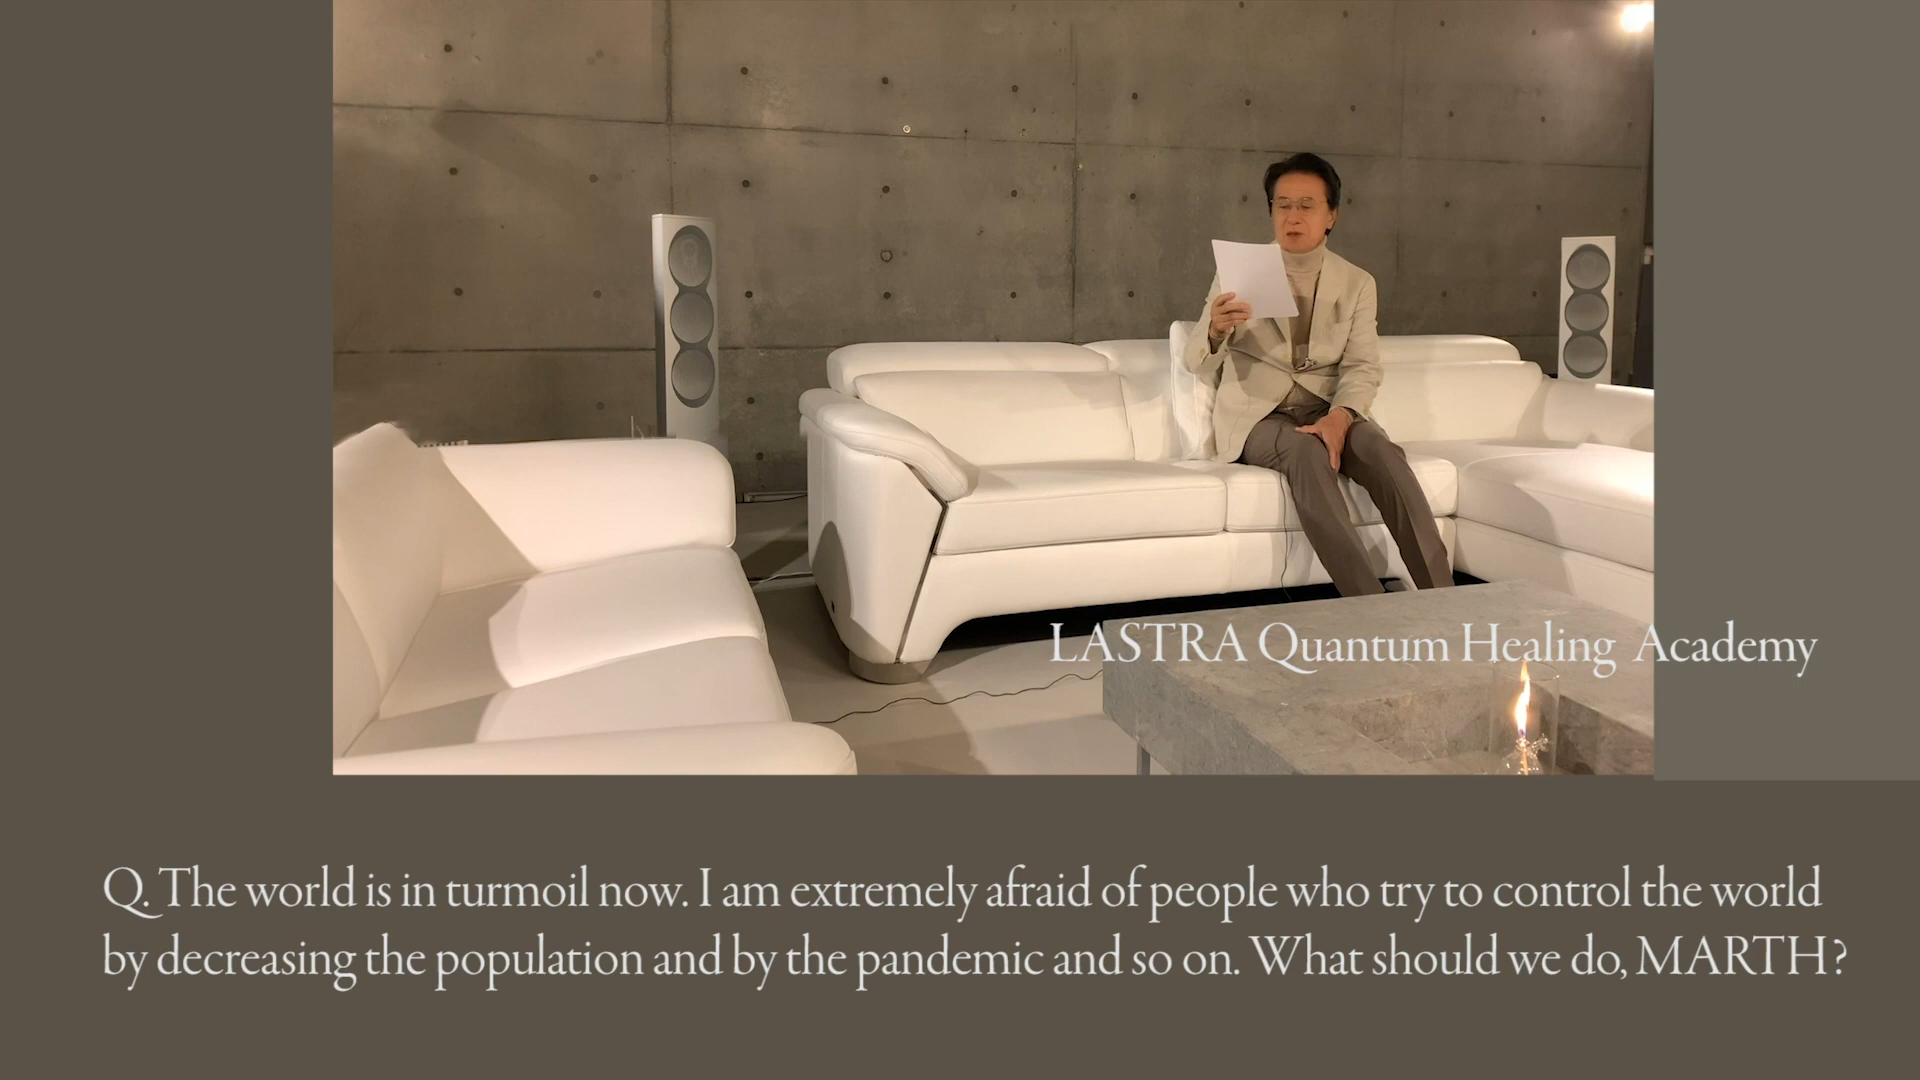 LASTRA Quantum Healing Academy
Q. The world is in turmoil now. I am extremely afraid of people who try to control the world
by decreasing the population and by the pandemic and so on. What should we do, MARTH?